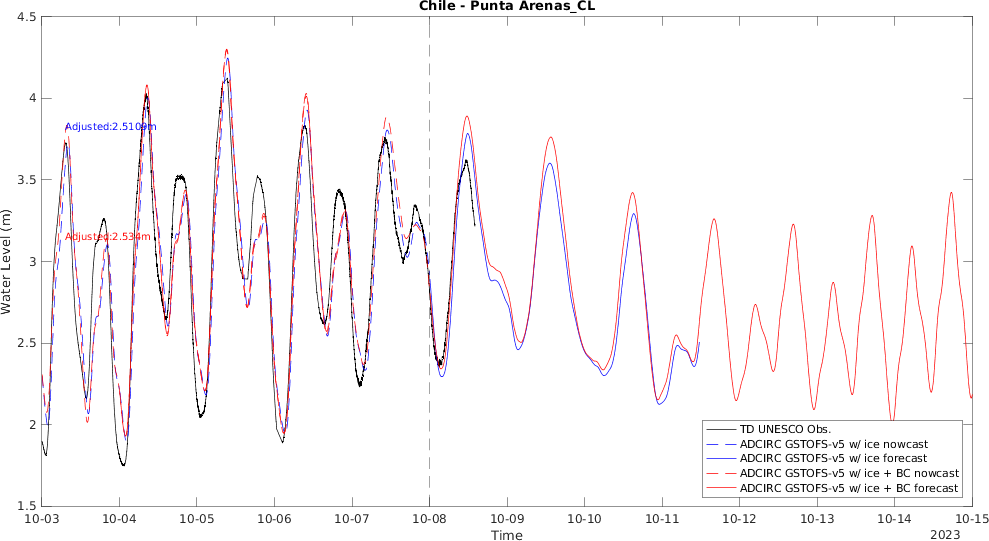 Chile - Punta Arenas_CL
4.5
4
3.5
3
2.5
2
1.5
Water Level (m)
Adjusted:2.5109m
Adjusted:2.534m
TD UNESCO Obs.
ADCIRC GSTOFS-v5 w/ ice nowcast
ADCIRC GSTOFS-v5 w/ ice forecast
ADCIRC GSTOFS-v5 w/ ice + BC nowcast
ADCIRC GSTOFS-v5 w/ ice + BC forecast
10-03 10-04 10-05 10-06 10-07 10-08 10-09 10-10 10-11 10-12 10-13 10-14 10-15
Time
2023